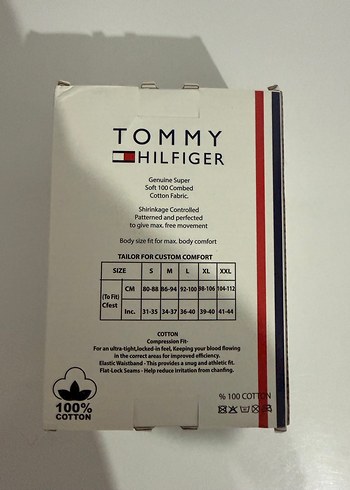 TOMMY
HILFIGER
Genuine Super
Soft 100 Combed
Cotton Fabric.
Shirinkage Controlled
Patterned and perfected
to give max. free movement
Body size fit for max. body comfort
TAILOR FOR CUSTOM COMFORT
SIZE S M L XL XXL
(To Fit) Cfest
CM 80-88 86-94 92-100 98-106 104-112
Inc. 31-35 34-37 36-40 39-40 41-44
COTTON
Compression Fit-
For an ultra-tight,locked-in feel, Keeping your blood flowing
in the correct areas for improved efficiency.
Elastic Waistband - This provides a snug and athletic fit.
Flat-Lock Seams - Help reduce irritation from chanfing.
100%
COTTON
% 100 COTTON